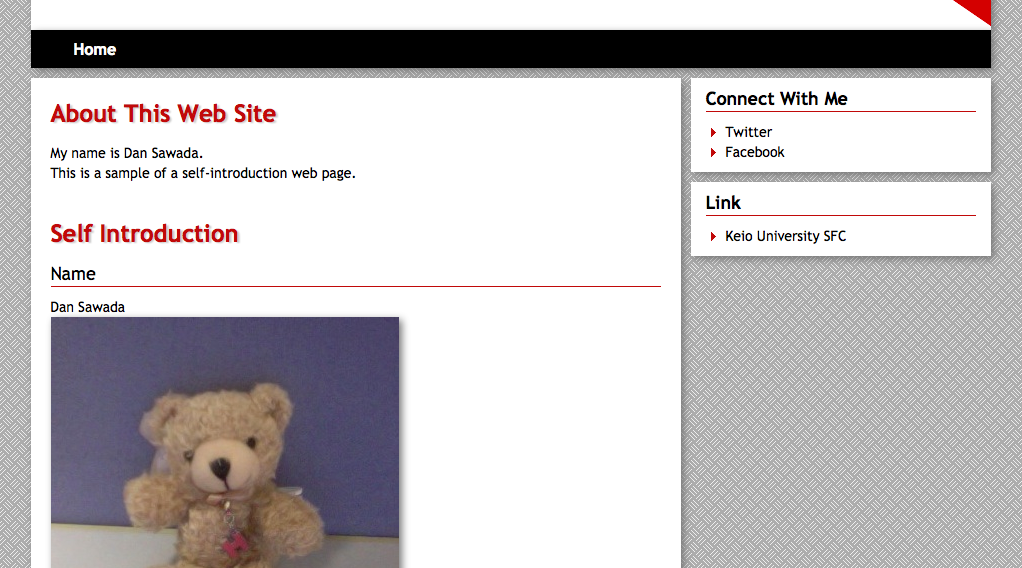 Home
About This Web Site
My name is Dan Sawada.
This is a sample of a self-introduction web page.
Self Introduction
Name
Dan Sawada
Connect With Me
Twitter
Facebook
Link
Keio University SFC